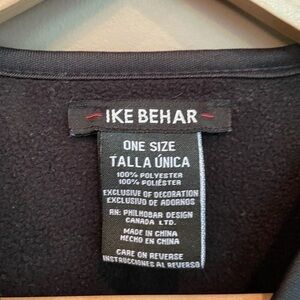 IKE BEHAR
ONE SIZE
TALLA ÚNICA
100% POLYESTER
100% POLIÉSTER
EXCLUSIVE OF DECORATION
EXCLUSIVO DE ADORNOS
RN: PHILHOBAR DESIGN
CANADA LTD.
MADE IN CHINA
HECHO EN CHINA
CARE ON REVERSE
INSTRUCCIONES AL REVERSO